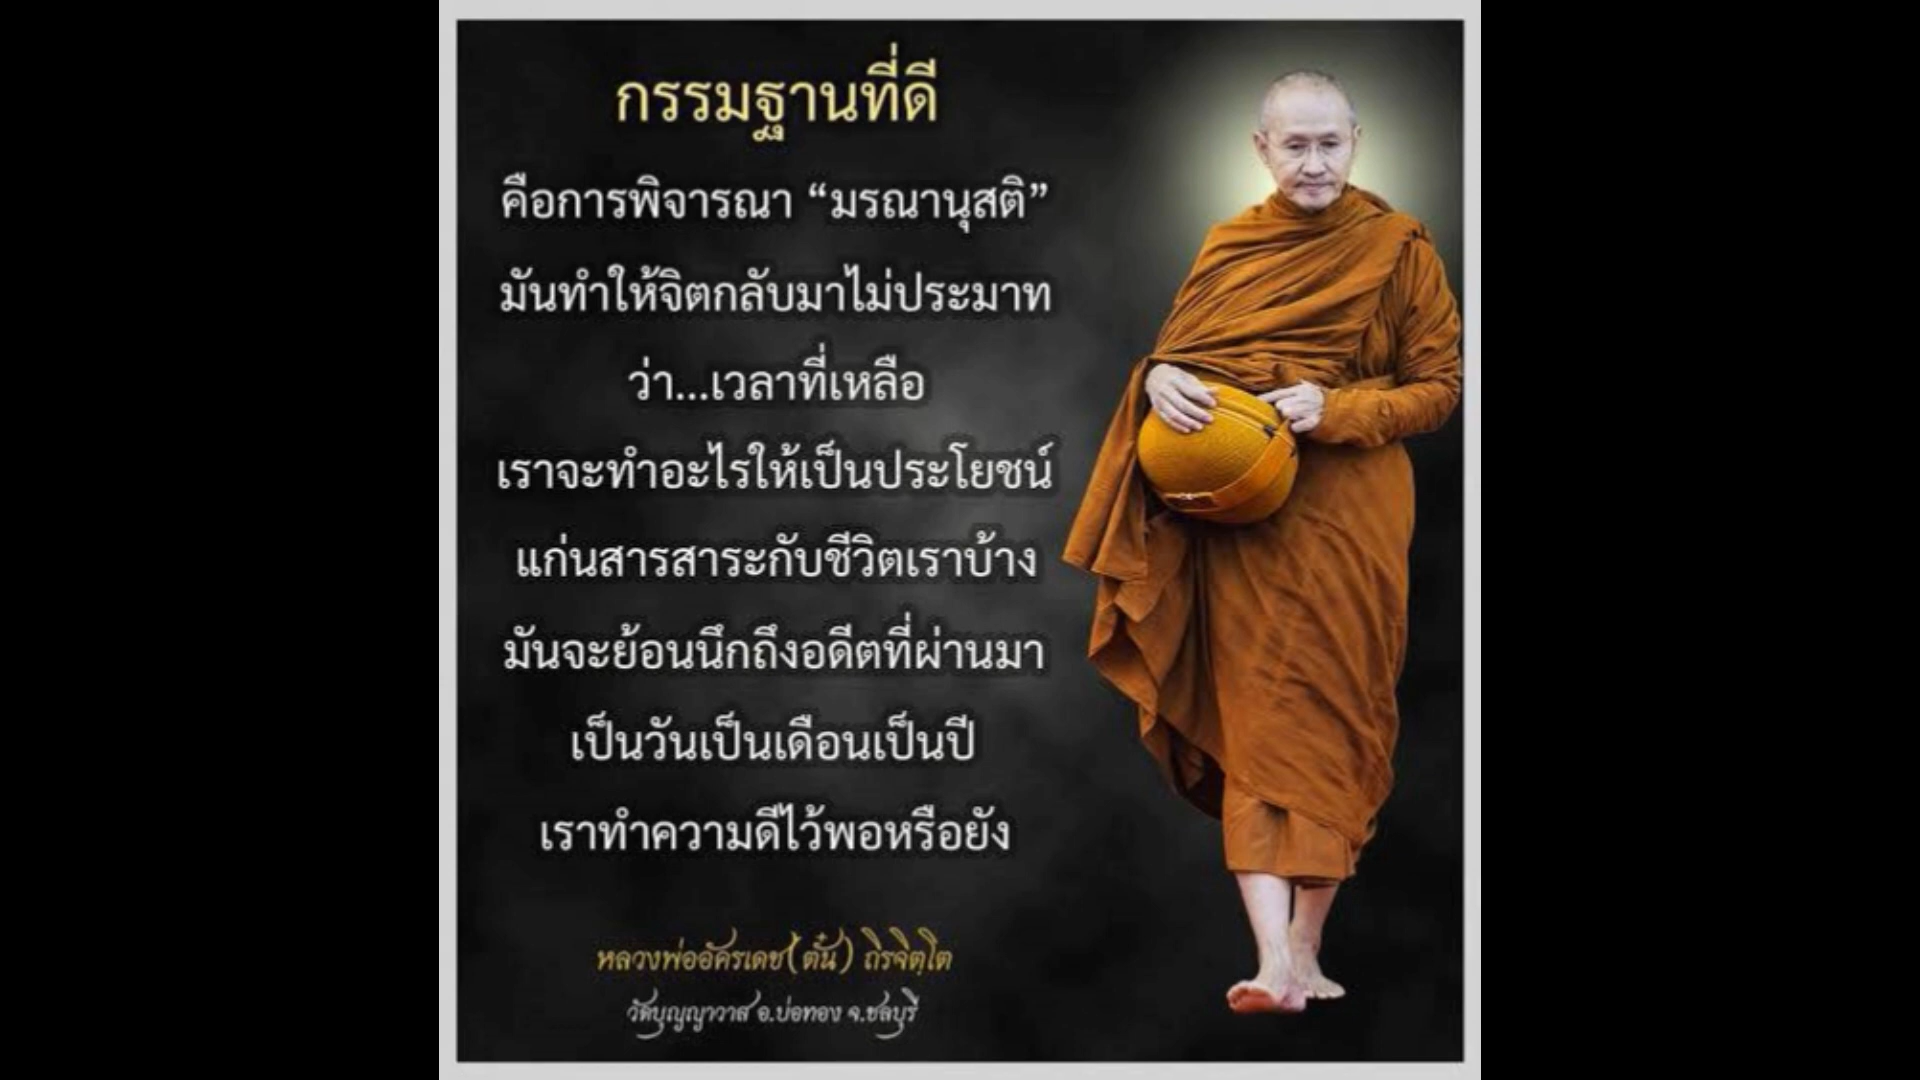 กรรมฐานที่ดี
คือการพิจารณา “มรณานุสติ”
มันทำให้จิตกลับมาไม่ประมาท
ว่า...เวลาที่เหลือ
เราจะทำอะไรให้เป็นประโยชน์
แก่นสารสาระกับชีวิตเราบ้าง
มันจะย้อนนึกถึงอดีตที่ผ่านมา
เป็นวันเป็นเดือนเป็นปี
เราทำความดีไว้พอหรือยัง
หลวงพ่ออัครเดช(ตั๋น) ถิรจิตฺโต
วัดบุญญาวาส อ.บ่อทอง จ.ชลบุรี